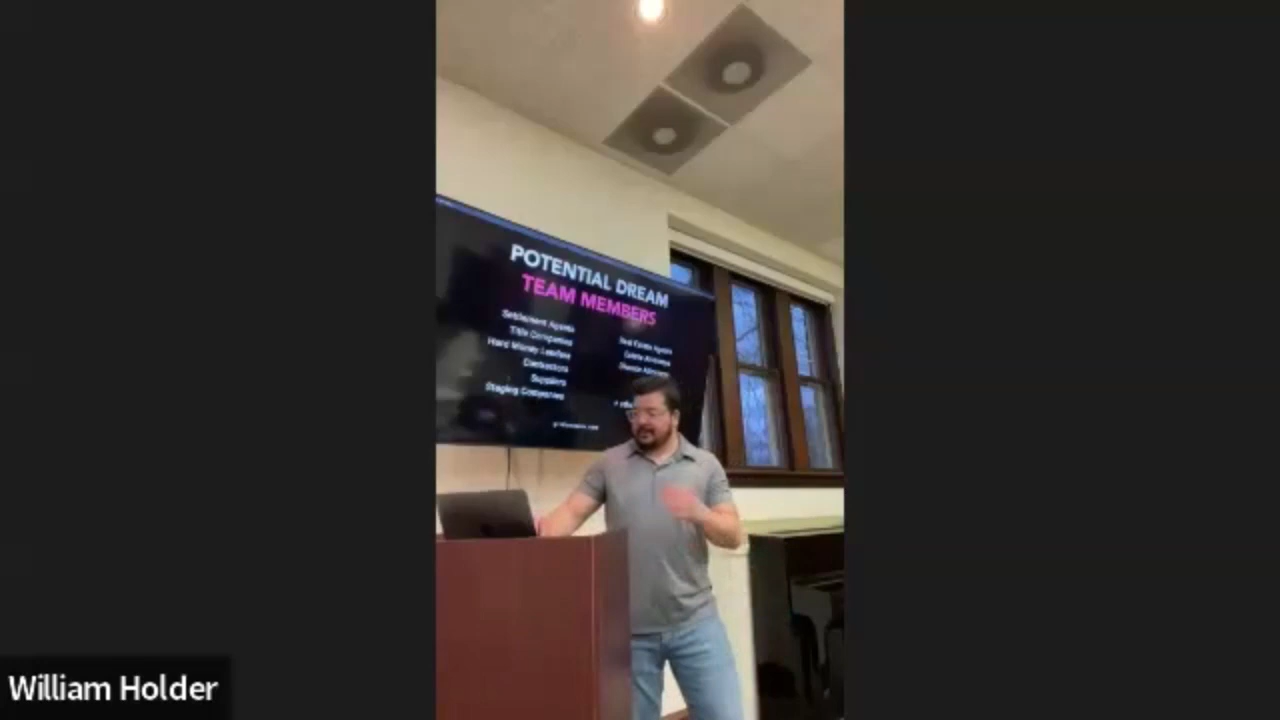 POTENTIAL DREAM
TEAM MEMBERS
Settlement Agents
Title Companies
Hard Money Lenders
Contractors
Suppliers
Staging Companies
Real Estate Agents
William Holder